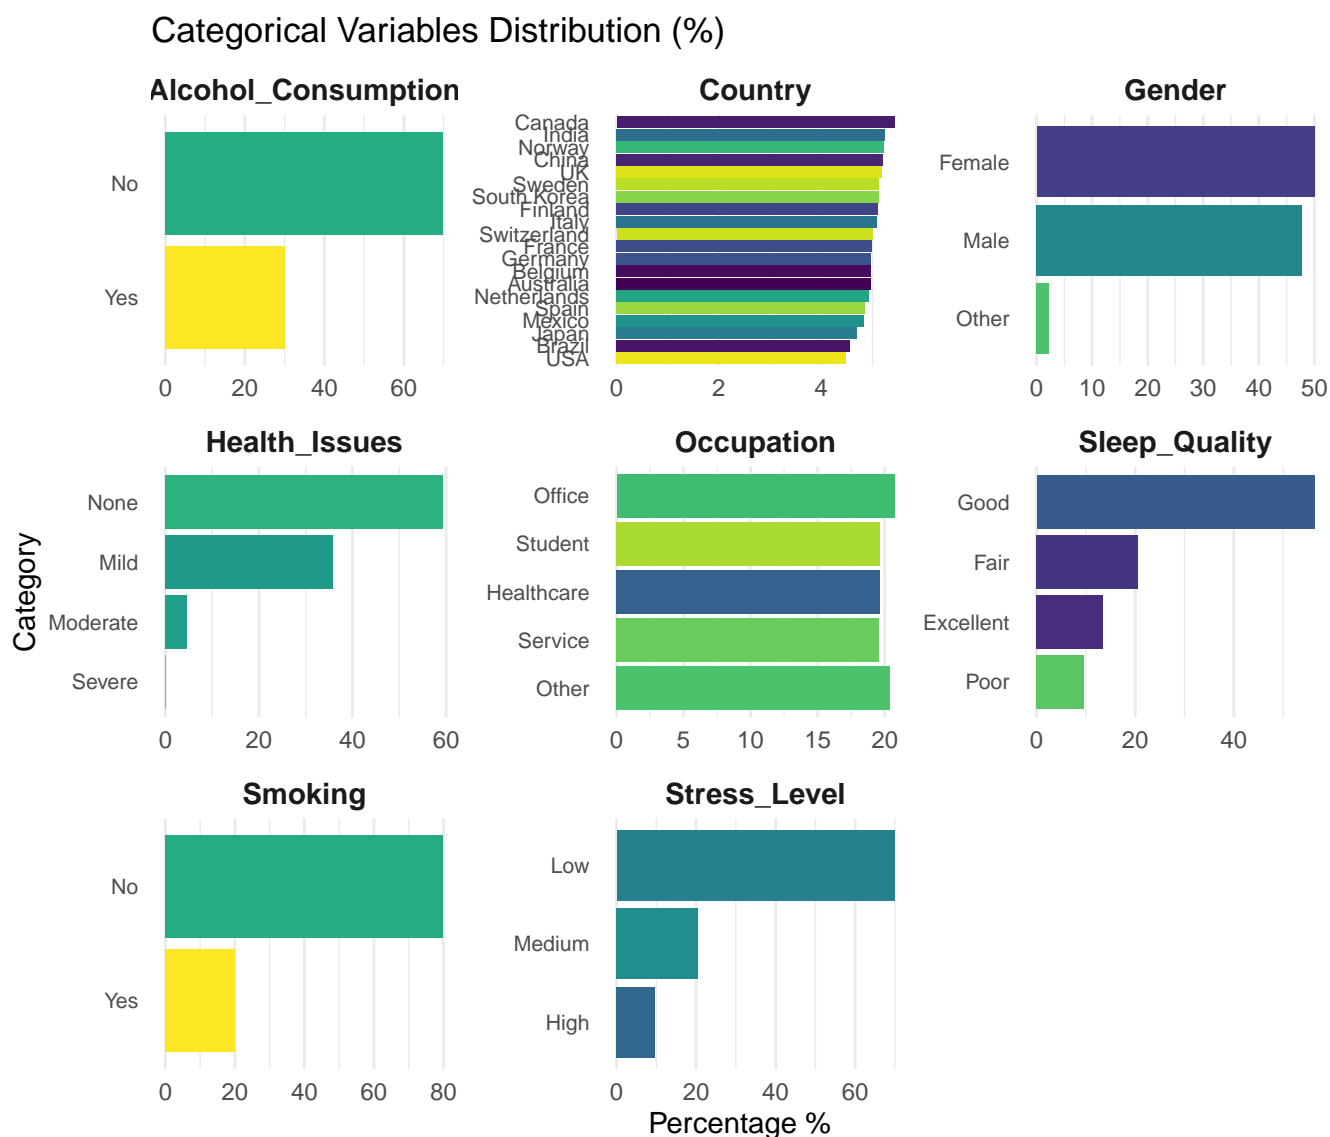 Categorical Variables Distribution (%)
Alcohol_Consumption
No
Yes
0 20 40 60
Country
Canada
India
Norway
China
UK
Sweden
South Korea
Finland
Italy
Switzerland
France
Germany
Belgium
Australia
Netherlands
Spain
Mexico
Japan
Brazil
USA
0 2 4
Gender
Female
Male
Other
0 10 20 30 40 50
Category
Health_Issues
None
Mild
Moderate
Severe
0 20 40 60
Occupation
Office
Student
Healthcare
Service
Other
0 5 10 15 20
Sleep_Quality
Good
Fair
Excellent
Poor
0 20 40
Smoking
No
Yes
0 20 40 60 80
Stress_Level
Low
Medium
High
0 20 40 60
Percentage %